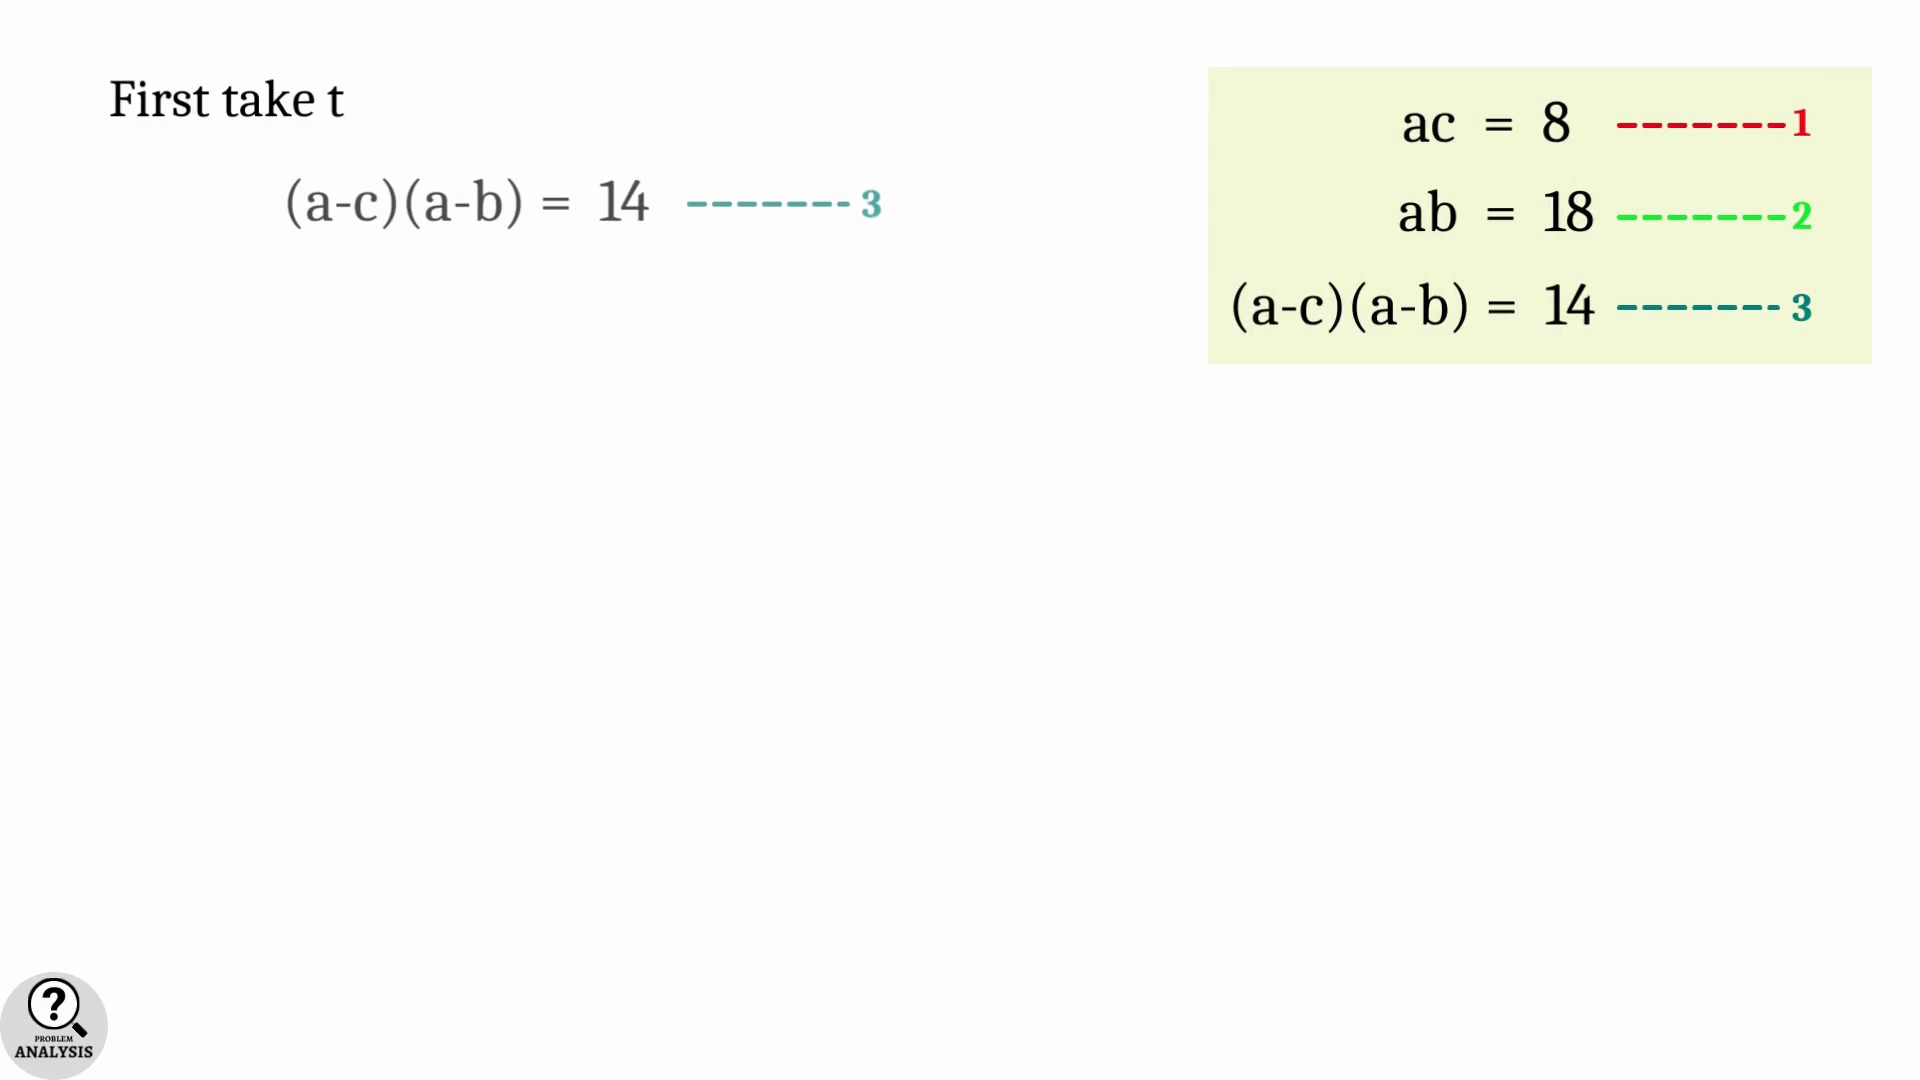 First take t
(a-c)(a-b) = 14 ------- 3
ac = 8 ------- 1
ab = 18 ------- 2
(a-c)(a-b) = 14 ------- 3
?
PROBLEM
ANALYSIS